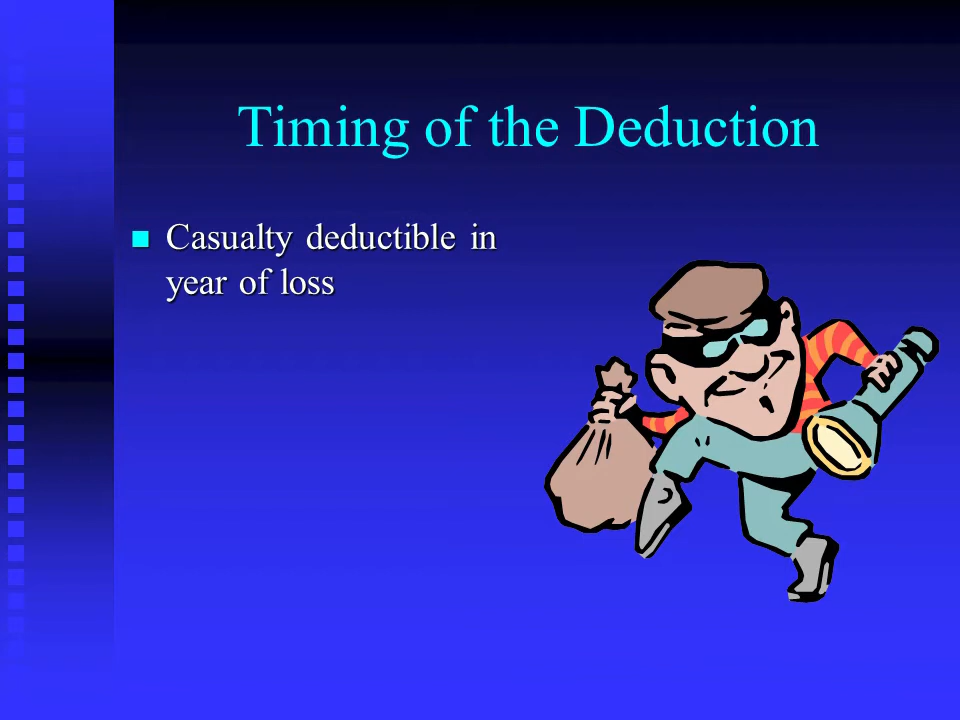 Timing of the Deduction
Casualty deductible in
year of loss